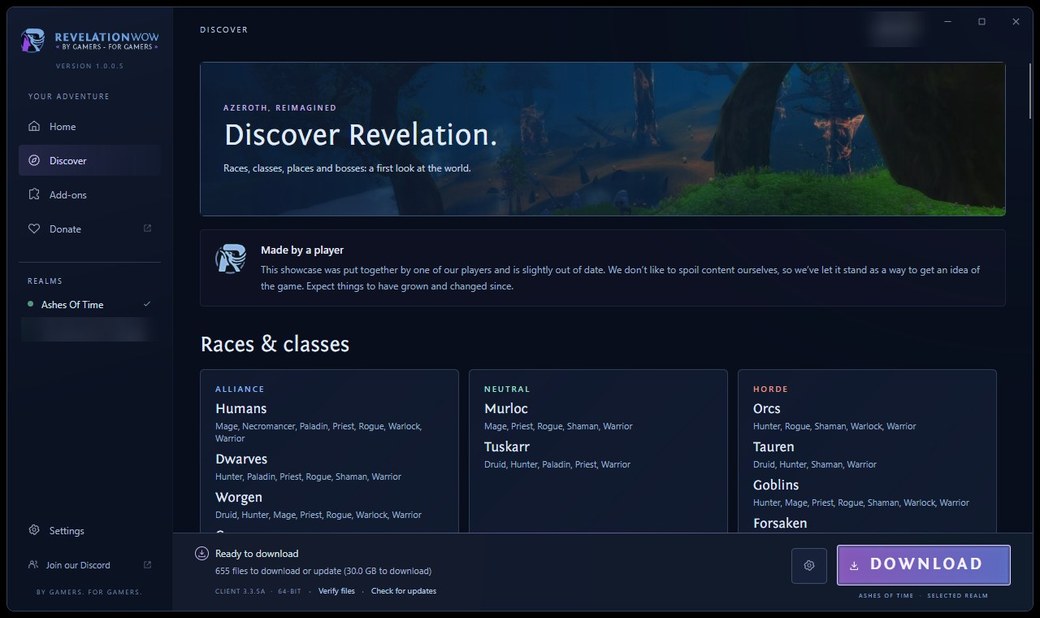 REVELATIONWOW
• BY GAMERS - FOR GAMERS •
VERSION 1.0.0.5
YOUR ADVENTURE
Home
Discover
Add-ons
Donate
REALMS
Ashes Of Time
Settings
Join our Discord
BY GAMERS. FOR GAMERS.
DISCOVER
AZEROTH, REIMAGINED
Discover Revelation.
Races, classes, places and bosses: a first look at the world.
Made by a player
This showcase was put together by one of our players and is slightly out of date. We don't like to spoil content ourselves, so we've let it stand as a way to get an idea of
the game. Expect things to have grown and changed since.
Races & classes
ALLIANCE
Humans
Mage, Necromancer, Paladin, Priest, Rogue, Warlock,
Warrior
Dwarves
Hunter, Paladin, Priest, Rogue, Shaman, Warrior
Worgen
Druid, Hunter, Mage, Priest, Rogue, Warlock, Warrior
NEUTRAL
Murloc
Mage, Priest, Rogue, Shaman, Warrior
Tuskarr
Druid, Hunter, Paladin, Priest, Warrior
HORDE
Orcs
Hunter, Rogue, Shaman, Warlock, Warrior
Tauren
Druid, Hunter, Shaman, Warrior
Goblins
Hunter, Mage, Priest, Rogue, Shaman, Warlock, Warrior
Forsaken
Ready to download
655 files to download or update (30.0 GB to download)
CLIENT 3.3.5A · 64-BIT · Verify files · Check for updates
DOWNLOAD
ASHES OF TIME · SELECTED REALM